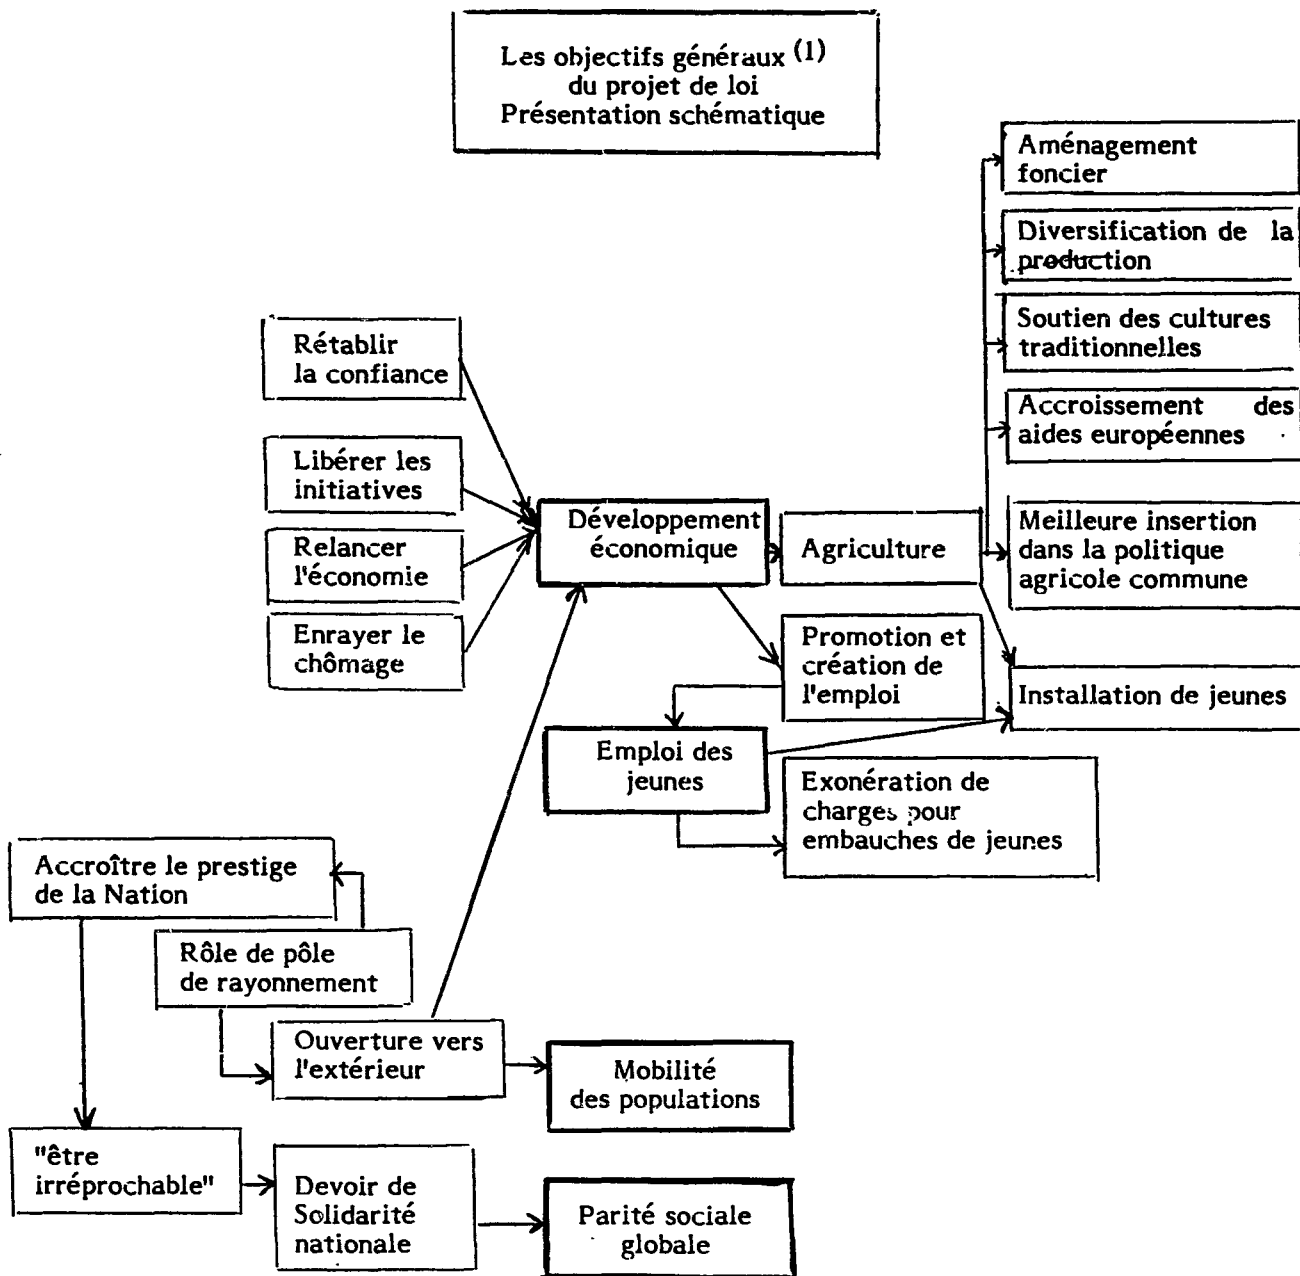 Les objectifs généraux (1)
du projet de loi
Présentation schématique
Aménagement
foncier
Diversification de la
production
Soutien des cultures
traditionnelles
Accroissement des
aides européennes
Meilleure insertion
dans la politique
agricole commune
Installation de jeunes
Rétablir
la confiance
Libérer les
initiatives
Relancer
l'économie
Enrayer le
chômage
Développement
économique
Agriculture
Promotion et
création de
l'emploi
Emploi des
jeunes
Exonération de
charges pour
embauches de jeunes
Accroître le prestige
de la Nation
Rôle de pôle
de rayonnement
Ouverture vers
l'extérieur
Mobilité
des populations
"être
irréprochable"
Devoir de
Solidarité
nationale
Parité sociale
globale